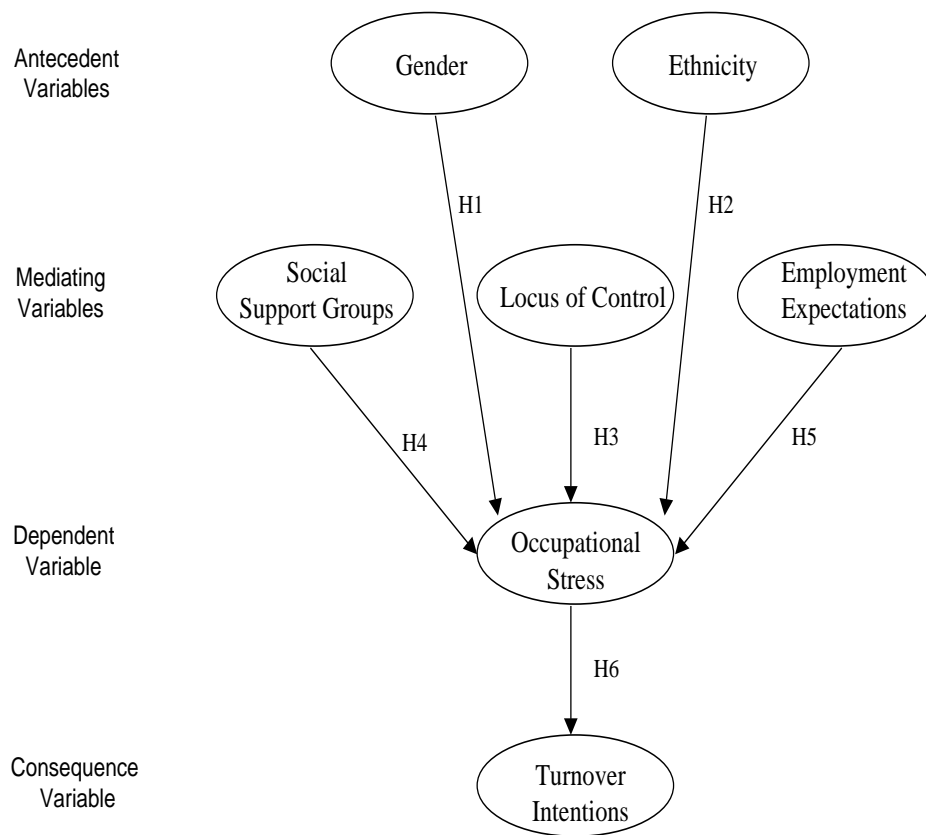 Antecedent
Variables
Gender
Ethnicity
H1
H2
Mediating
Variables
Social
Support Groups
Locus of Control
Employment
Expectations
H4
H3
H5
Dependent
Variable
Occupational
Stress
H6
Consequence
Variable
Turnover
Intentions